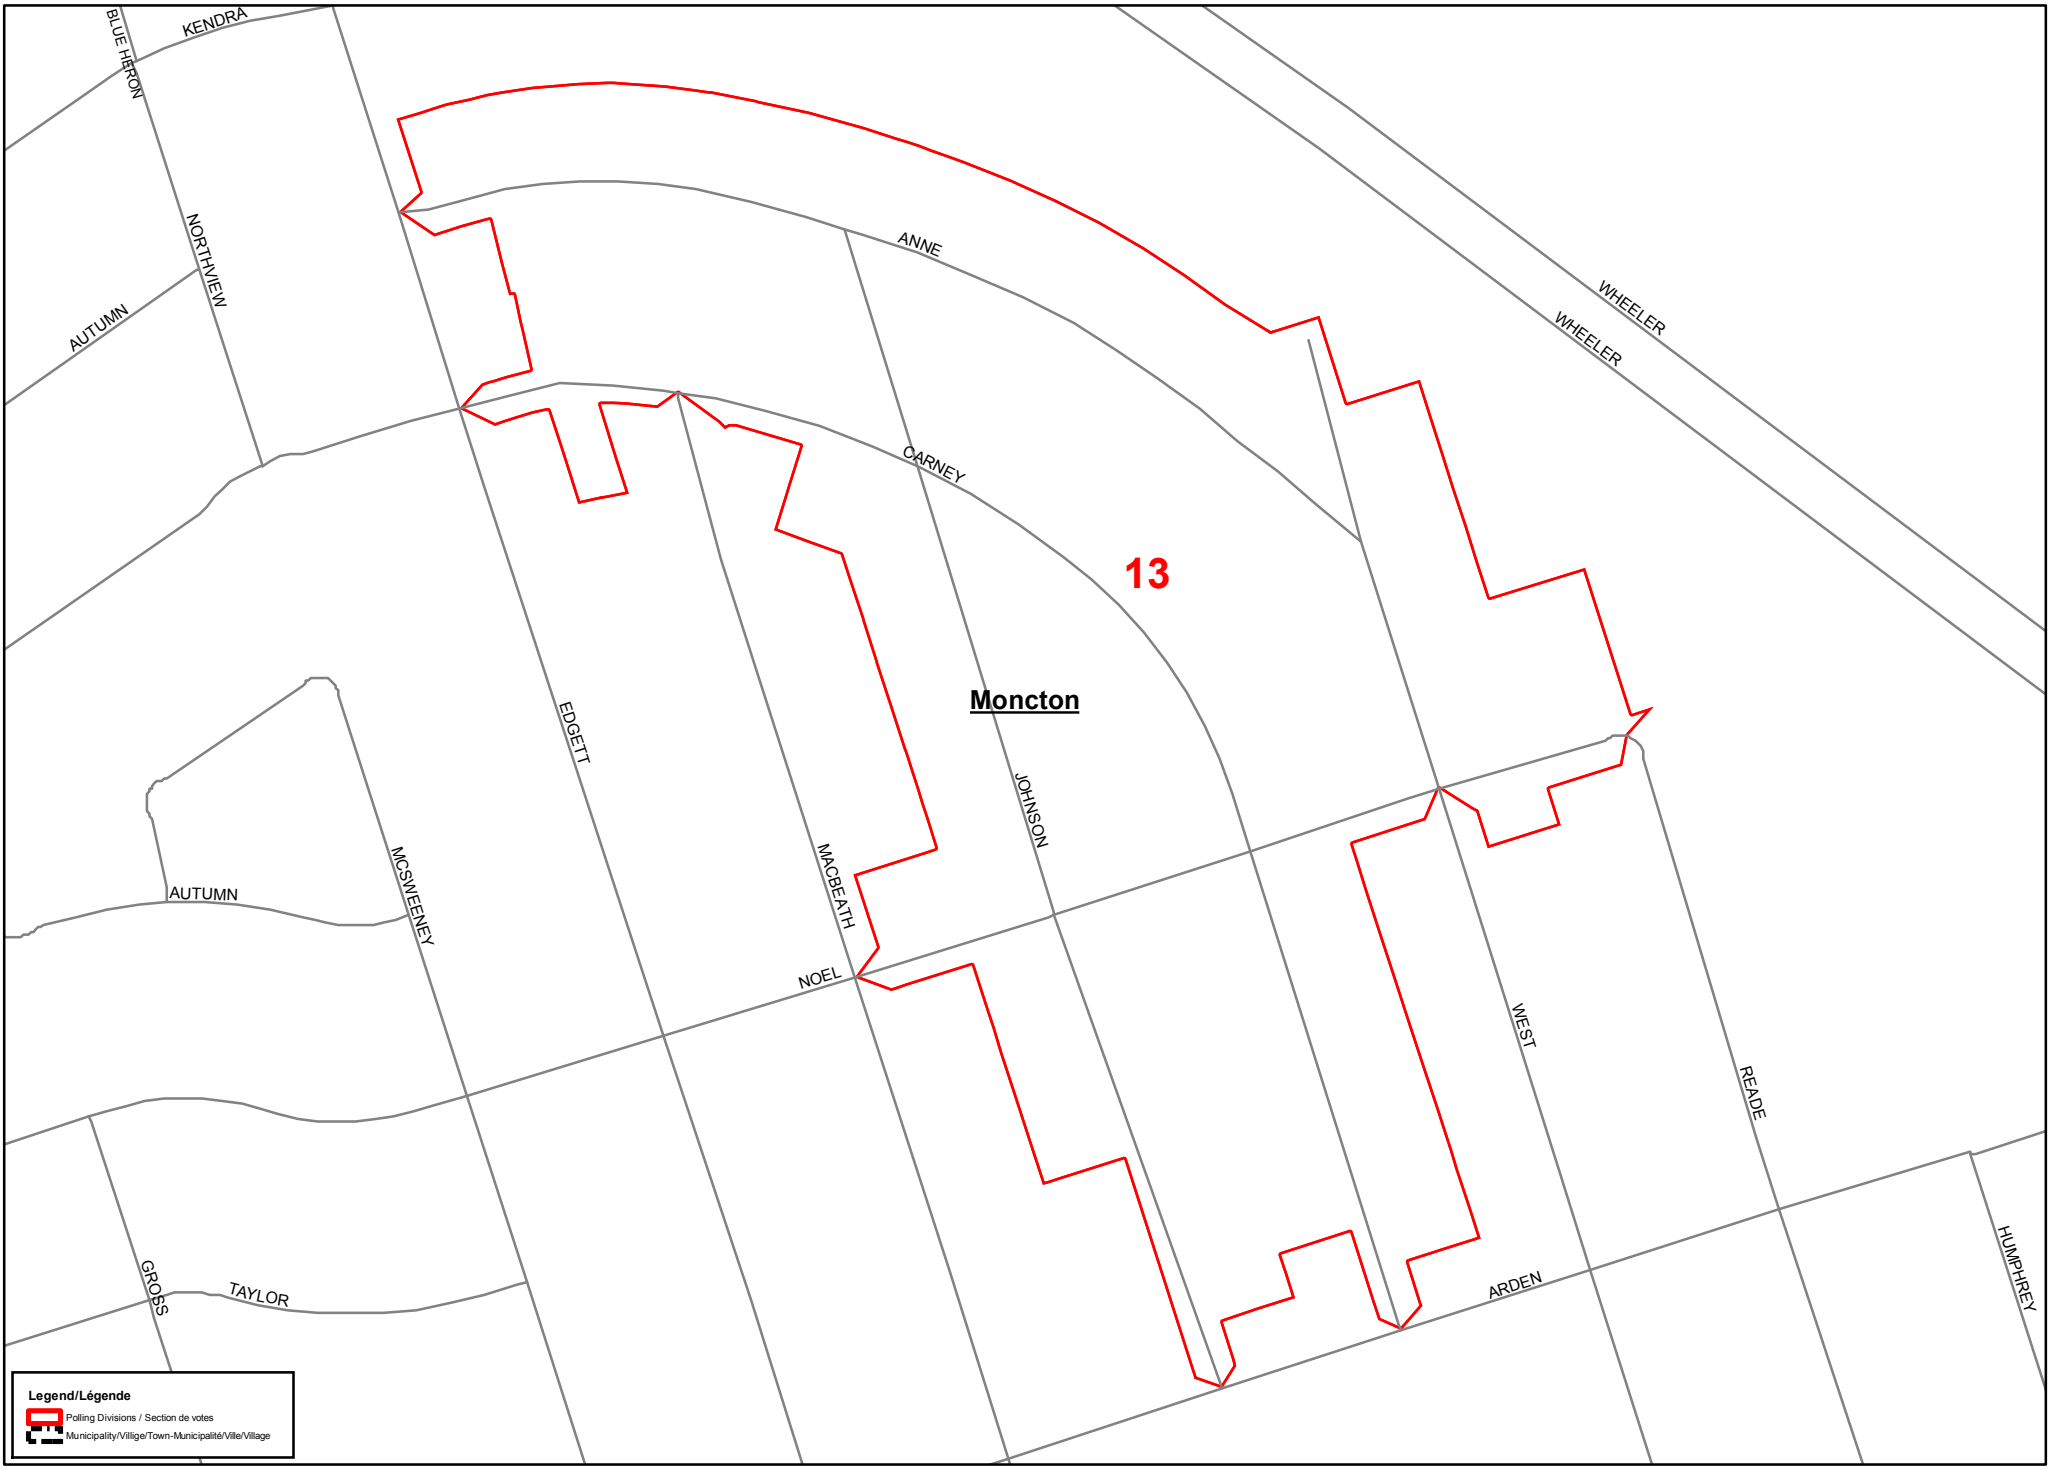 KENDRA
BLUE HERON
NORTHVIEW
AUTUMN
ANNE
WHEELER
WHEELER
CARNEY
13
Moncton
EDGETT
JOHNSON
MACBEATH
MCSWEENEY
AUTUMN
NOEL
WEST
READE
GROSS
TAYLOR
ARDEN
HUMPHREY
Legend/Légende
Polling Divisions / Section de votes
Municipality/Villige/Town-Municipalité/Ville/Village